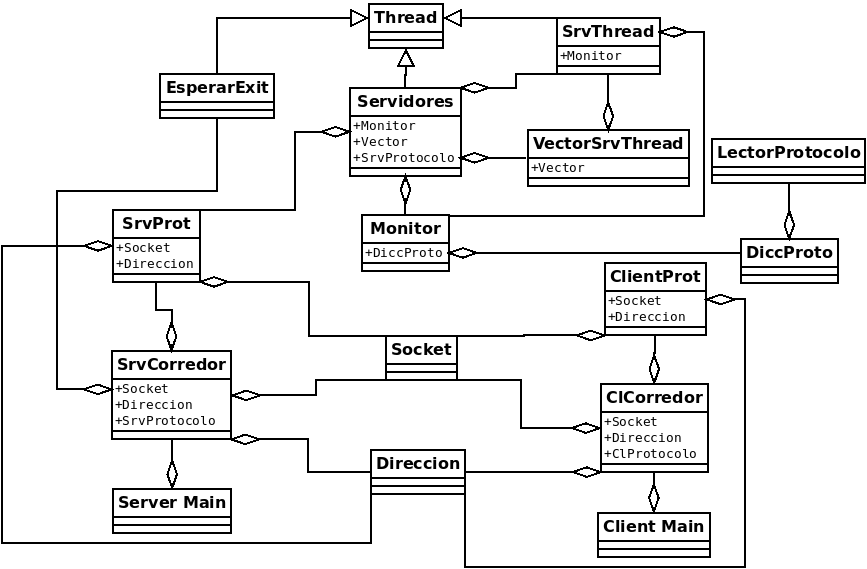 Thread
SrvThread
+Monitor
EsperarExit
Servidores
+Monitor
+Vector
+SrvProtocolo
VectorSrvThread
+Vector
LectorProtocolo
SrvProt
+Socket
+Direccion
Monitor
+DiccProto
DiccProto
ClientProt
+Socket
+Direccion
Socket
SrvCorredor
+Socket
+Direccion
+SrvProtocolo
ClCorredor
+Socket
+Direccion
+ClProtocolo
Direccion
Server Main
Client Main